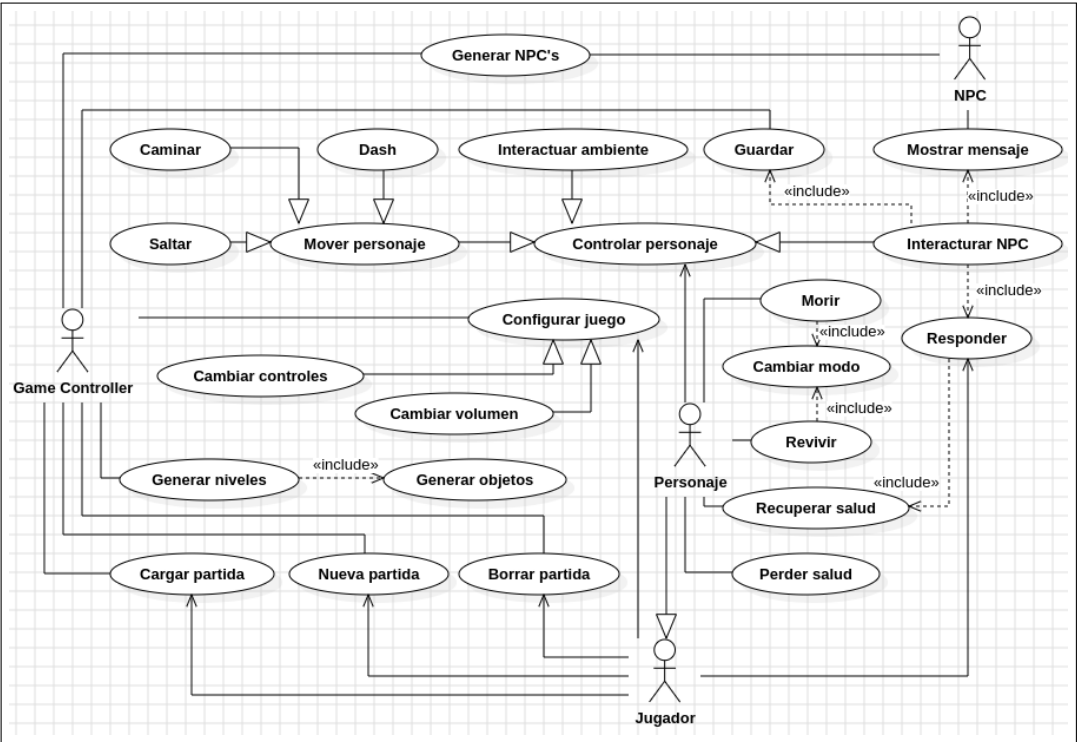 Generar NPC's
NPC
Caminar
Dash
Interactuar ambiente
Guardar
Mostrar mensaje
«include»
«include»
Saltar
Mover personaje
Controlar personaje
Interacturar NPC
«include»
Morir
Configurar juego
«include»
Responder
Game Controller
Cambiar controles
Cambiar modo
Cambiar volumen
«include»
Revivir
Generar niveles
«include»
Generar objetos
Personaje
«include»
Recuperar salud
Cargar partida
Nueva partida
Borrar partida
Perder salud
Jugador